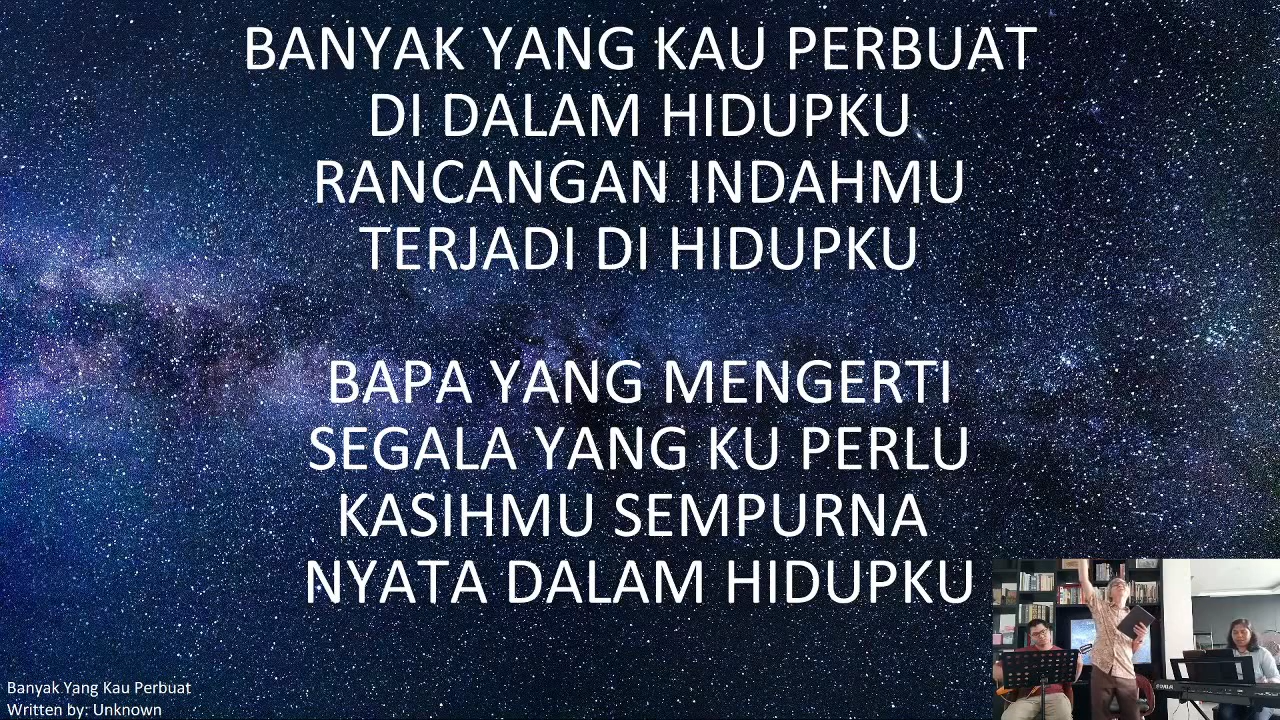 BANYAK YANG KAU PERBUAT
DI DALAM HIDUPKU
RANCANGAN INDAHMU
TERJADI DI HIDUPKU
BAPA YANG MENGERTI
SEGALA YANG KU PERLU
KASIHMU SEMPURNA
NYATA DALAM HIDUPKU
Banyak Yang Kau Perbuat
Written by: Unknown